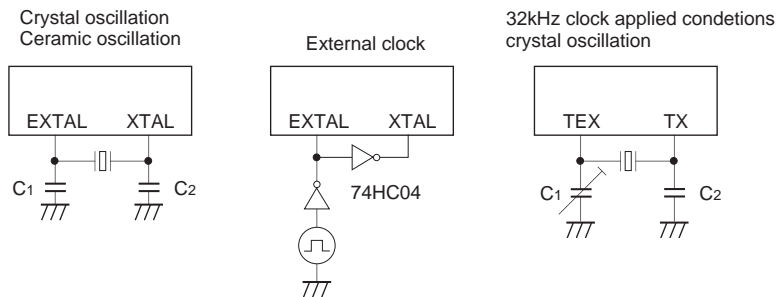 Crystal oscillation
Ceramic oscillation
EXTAL XTAL
C1 C2
External clock
EXTAL XTAL
74HC04
32kHz clock applied condetions
crystal oscillation
TEX TX
C1 C2